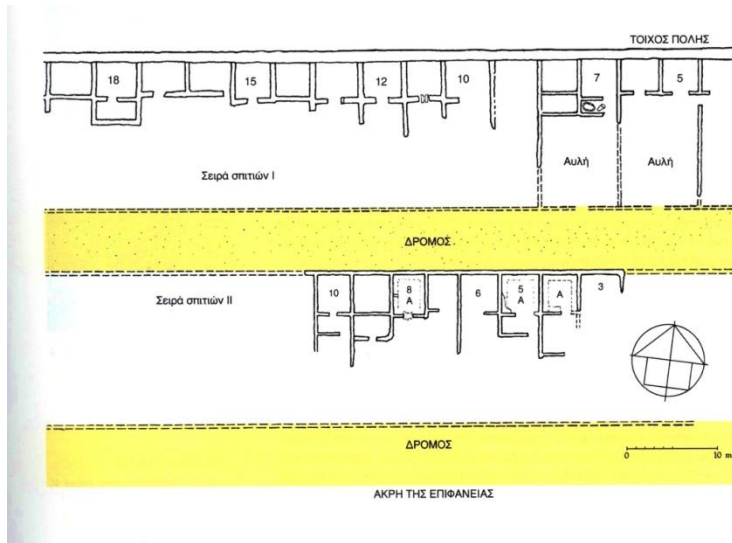 ΤΟΙΧΟΣ ΠΟΛΗΣ
18 15 12 10 7 5
Σειρά σπιτιών Ι Αυλή Αυλή
ΔΡΟΜΟΣ
Σειρά σπιτιών ΙΙ
10 8 6 5 Α 3
Α Α
ΔΡΟΜΟΣ
0 10 m
ΑΚΡΗ ΤΗΣ ΕΠΙΦΑΝΕΙΑΣ